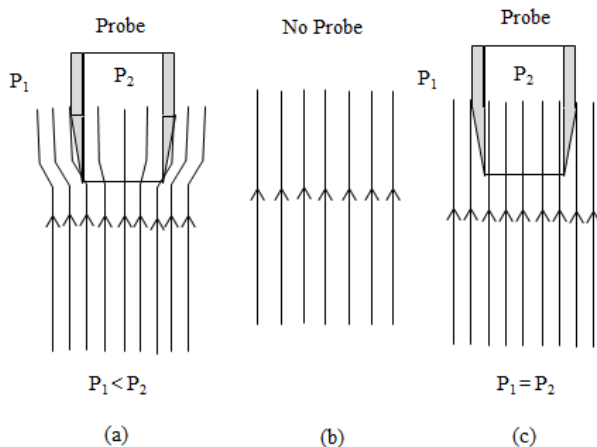 Probe
P₁
P₂
P₁ < P₂
(a)
No Probe
(b)
Probe
P₁
P₂
P₁ = P₂
(c)